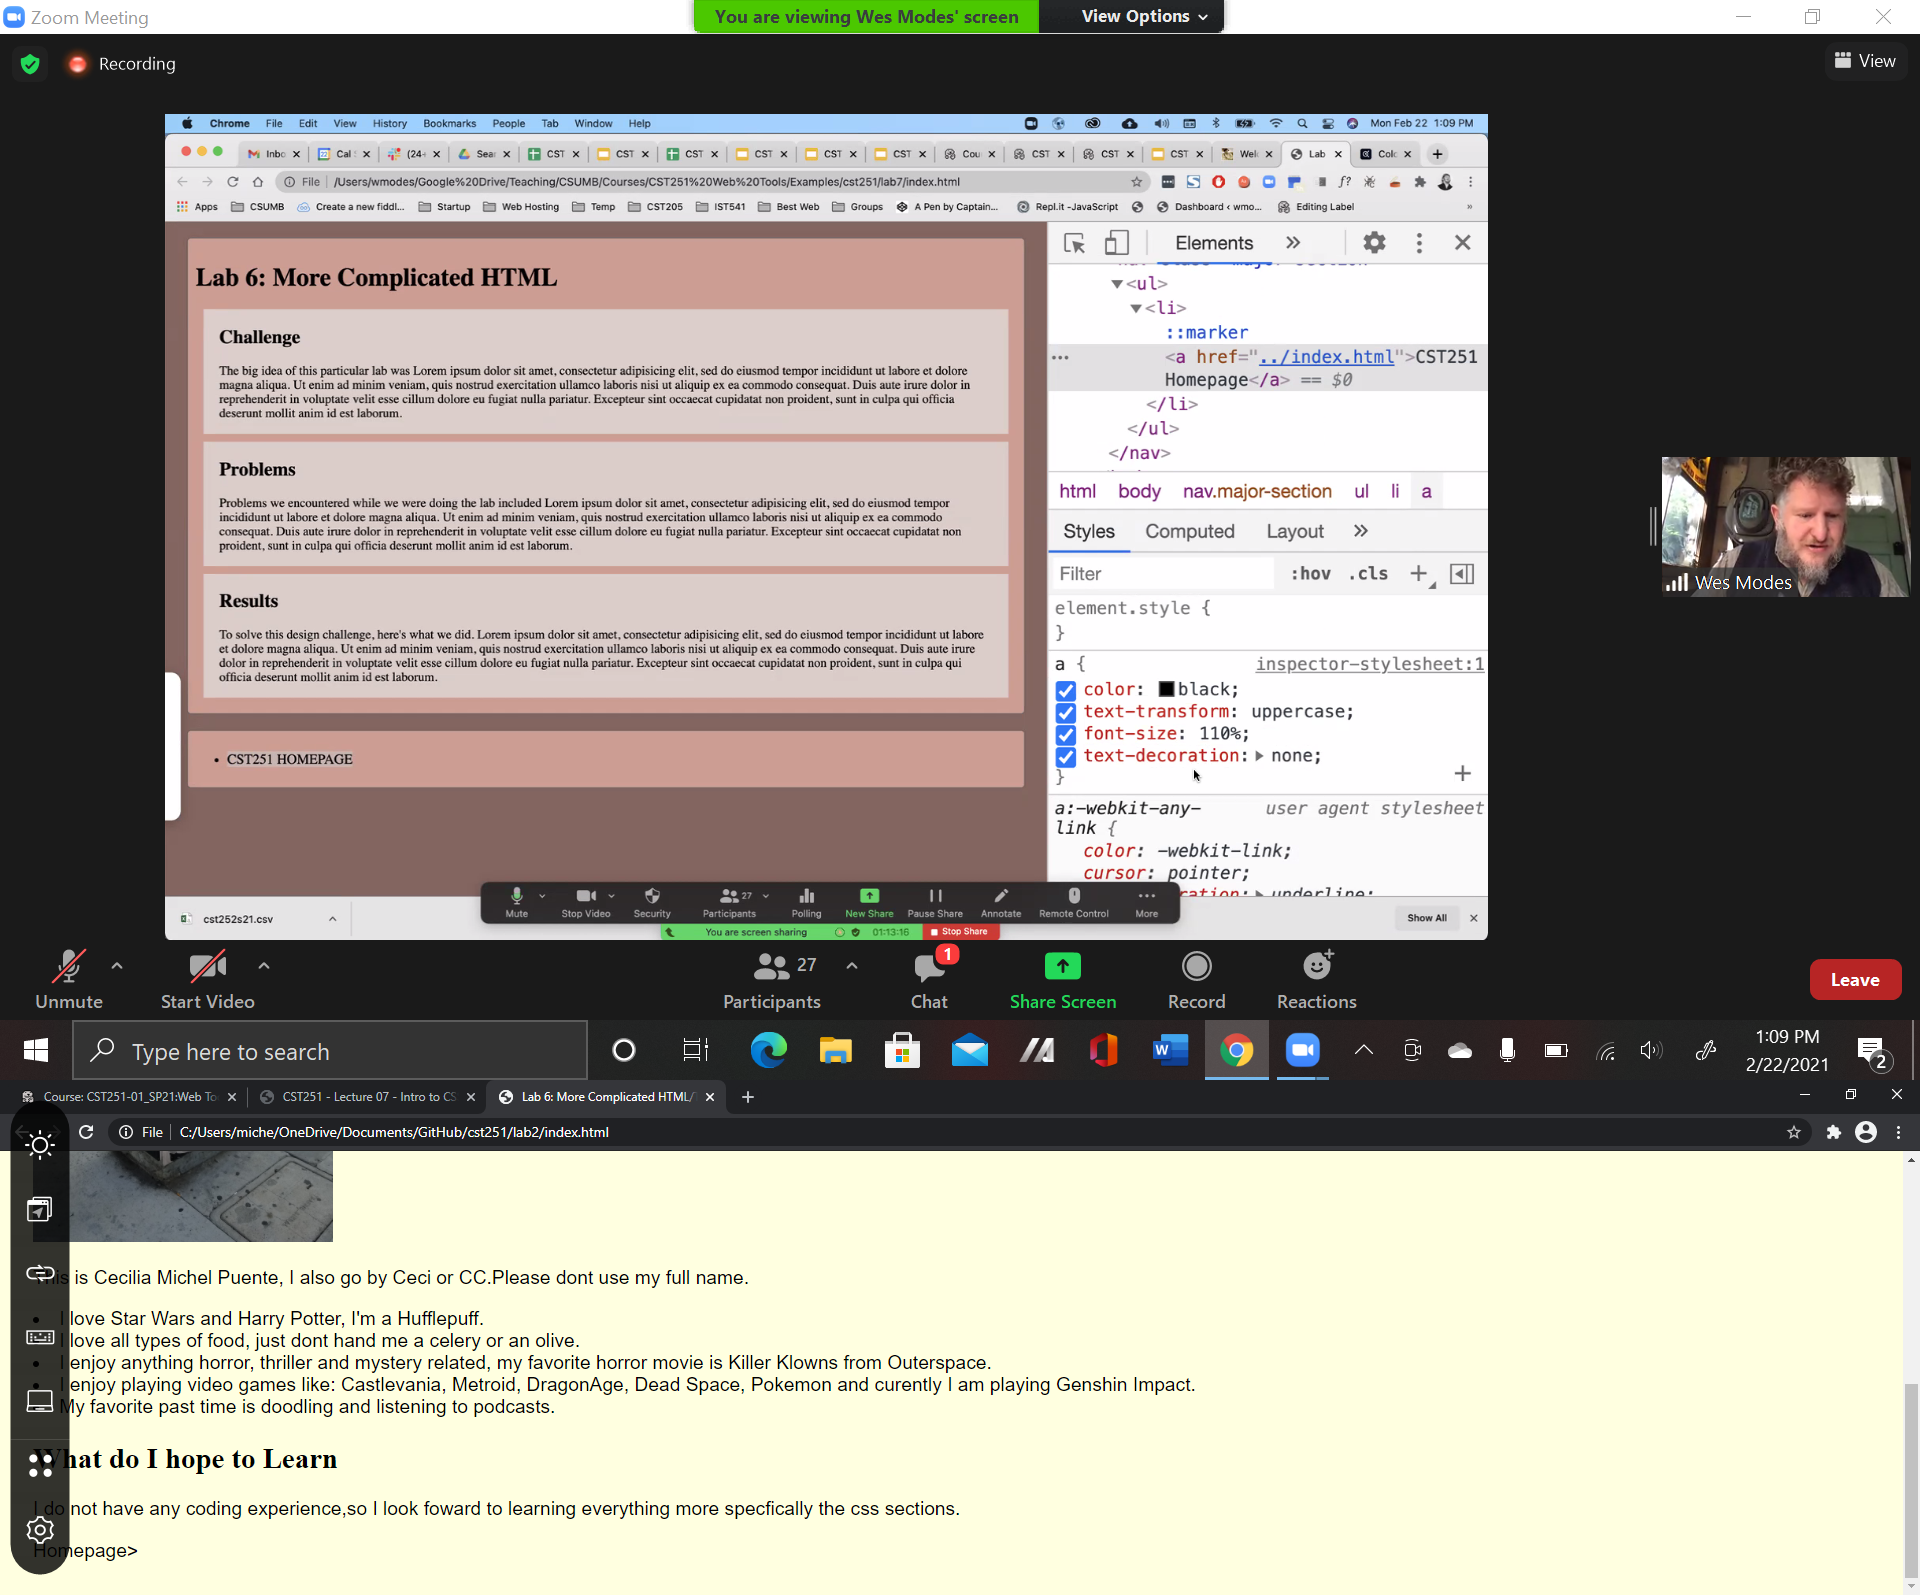 Zoom Meeting
You are viewing Wes Modes' screen
View Options
Recording
View
Chrome File Edit View History Bookmarks People Tab Window Help
Mon Feb 22 1:09 PM
Inbo
Cal
(24
Sear
CST
CST
CST
CST
CST
CST
Cou
CST
CST
CST
Welc
Lab
Colc
File /Users/wmodes/Google%20Drive/Teaching/CSUMB/Courses/CST251%20Web%20Tools/Examples/cst251/lab7/index.html
Apps CSUMB Create a new fiddl... Startup Web Hosting Temp CST205 IST541 Best Web Groups A Pen by Captain... Repl.it -JavaScript Dashboard ‹ wmo... Editing Label »
Lab 6: More Complicated HTML
Challenge
The big idea of this particular lab was Lorem ipsum dolor sit amet, consectetur adipisicing elit, sed do eiusmod tempor incididunt ut labore et dolore
magna aliqua. Ut enim ad minim veniam, quis nostrud exercitation ullamco laboris nisi ut aliquip ex ea commodo consequat. Duis aute irure dolor in
reprehenderit in voluptate velit esse cillum dolore eu fugiat nulla pariatur. Excepteur sint occaecat cupidatat non proident, sunt in culpa qui officia
deserunt mollit anim id est laborum.
Problems
Problems we encountered while we were doing the lab included Lorem ipsum dolor sit amet, consectetur adipisicing elit, sed do eiusmod tempor
incididunt ut labore et dolore magna aliqua. Ut enim ad minim veniam, quis nostrud exercitation ullamco laboris nisi ut aliquip ex ea commodo
consequat. Duis aute irure dolor in reprehenderit in voluptate velit esse cillum dolore eu fugiat nulla pariatur. Excepteur sint occaecat cupidatat non
proident, sunt in culpa qui officia deserunt mollit anim id est laborum.
Results
To solve this design challenge, here's what we did. Lorem ipsum dolor sit amet, consectetur adipisicing elit, sed do eiusmod tempor incididunt ut labore
et dolore magna aliqua. Ut enim ad minim veniam, quis nostrud exercitation ullamco laboris nisi ut aliquip ex ea commodo consequat. Duis aute irure
dolor in reprehenderit in voluptate velit esse cillum dolore eu fugiat nulla pariatur. Excepteur sint occaecat cupidatat non proident, sunt in culpa qui
officia deserunt mollit anim id est laborum.
• CST251 HOMEPAGE
Elements »
<ul>
<li>
::marker
<a href="../index.html">CST251
Homepage</a> == $0
</li>
</ul>
</nav>
html body nav.major-section ul li a
Styles Computed Layout »
Filter :hov .cls +
element.style {
}
a { inspector-stylesheet:1
color: black;
text-transform: uppercase;
font-size: 110%;
text-decoration: none;
}
a:-webkit-any- user agent stylesheet
link {
color: -webkit-link;
cursor: pointer;
underline;
Wes Modes
Mute Stop Video Security Participants 27 Polling New Share Pause Share Annotate Remote Control More
You are screen sharing 01:13:16 Stop Share
cst252s21.csv
Show All
Unmute
Start Video
Participants 27
Chat 1
Share Screen
Record
Reactions
Leave
Type here to search
1:09 PM
2/22/2021
2
Course: CST251-01_SP21:Web To
CST251 - Lecture 07 - Intro to CS
Lab 6: More Complicated HTML/
File C:/Users/miche/OneDrive/Documents/GitHub/cst251/lab2/index.html
is Cecilia Michel Puente, I also go by Ceci or CC.Please dont use my full name.
I love Star Wars and Harry Potter, I'm a Hufflepuff.
I love all types of food, just dont hand me a celery or an olive.
I enjoy anything horror, thriller and mystery related, my favorite horror movie is Killer Klowns from Outerspace.
I enjoy playing video games like: Castlevania, Metroid, DragonAge, Dead Space, Pokemon and curently I am playing Genshin Impact.
My favorite past time is doodling and listening to podcasts.
What do I hope to Learn
I do not have any coding experience,so I look foward to learning everything more specfically the css sections.
Homepage>